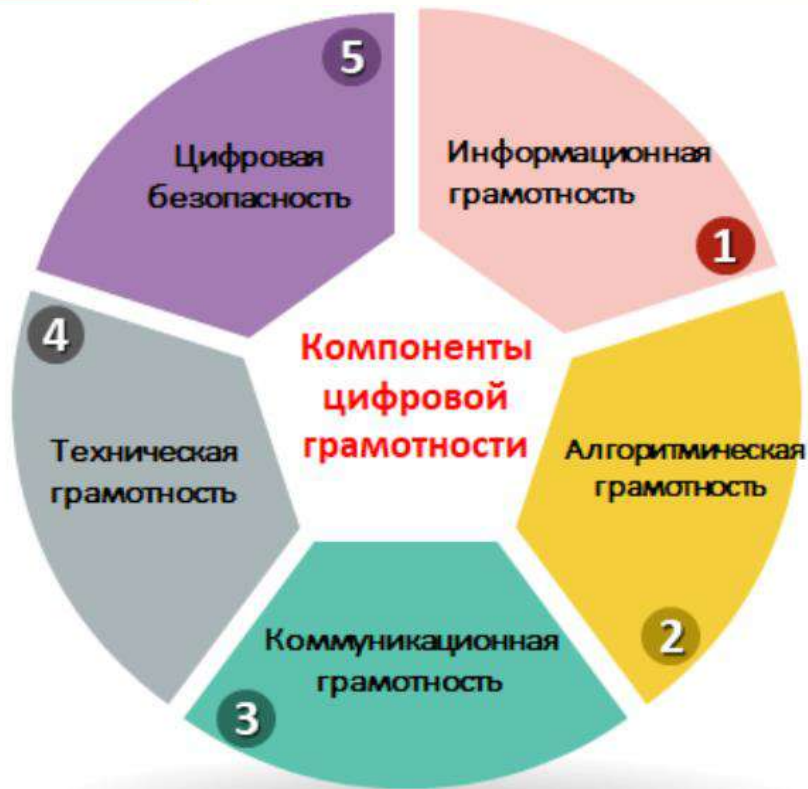 Компоненты
цифровой
грамотности
1
Информационная
грамотность
2
Алгоритмическая
грамотность
3
Коммуникационная
грамотность
4
Техническая
грамотность
5
Цифровая
безопасность